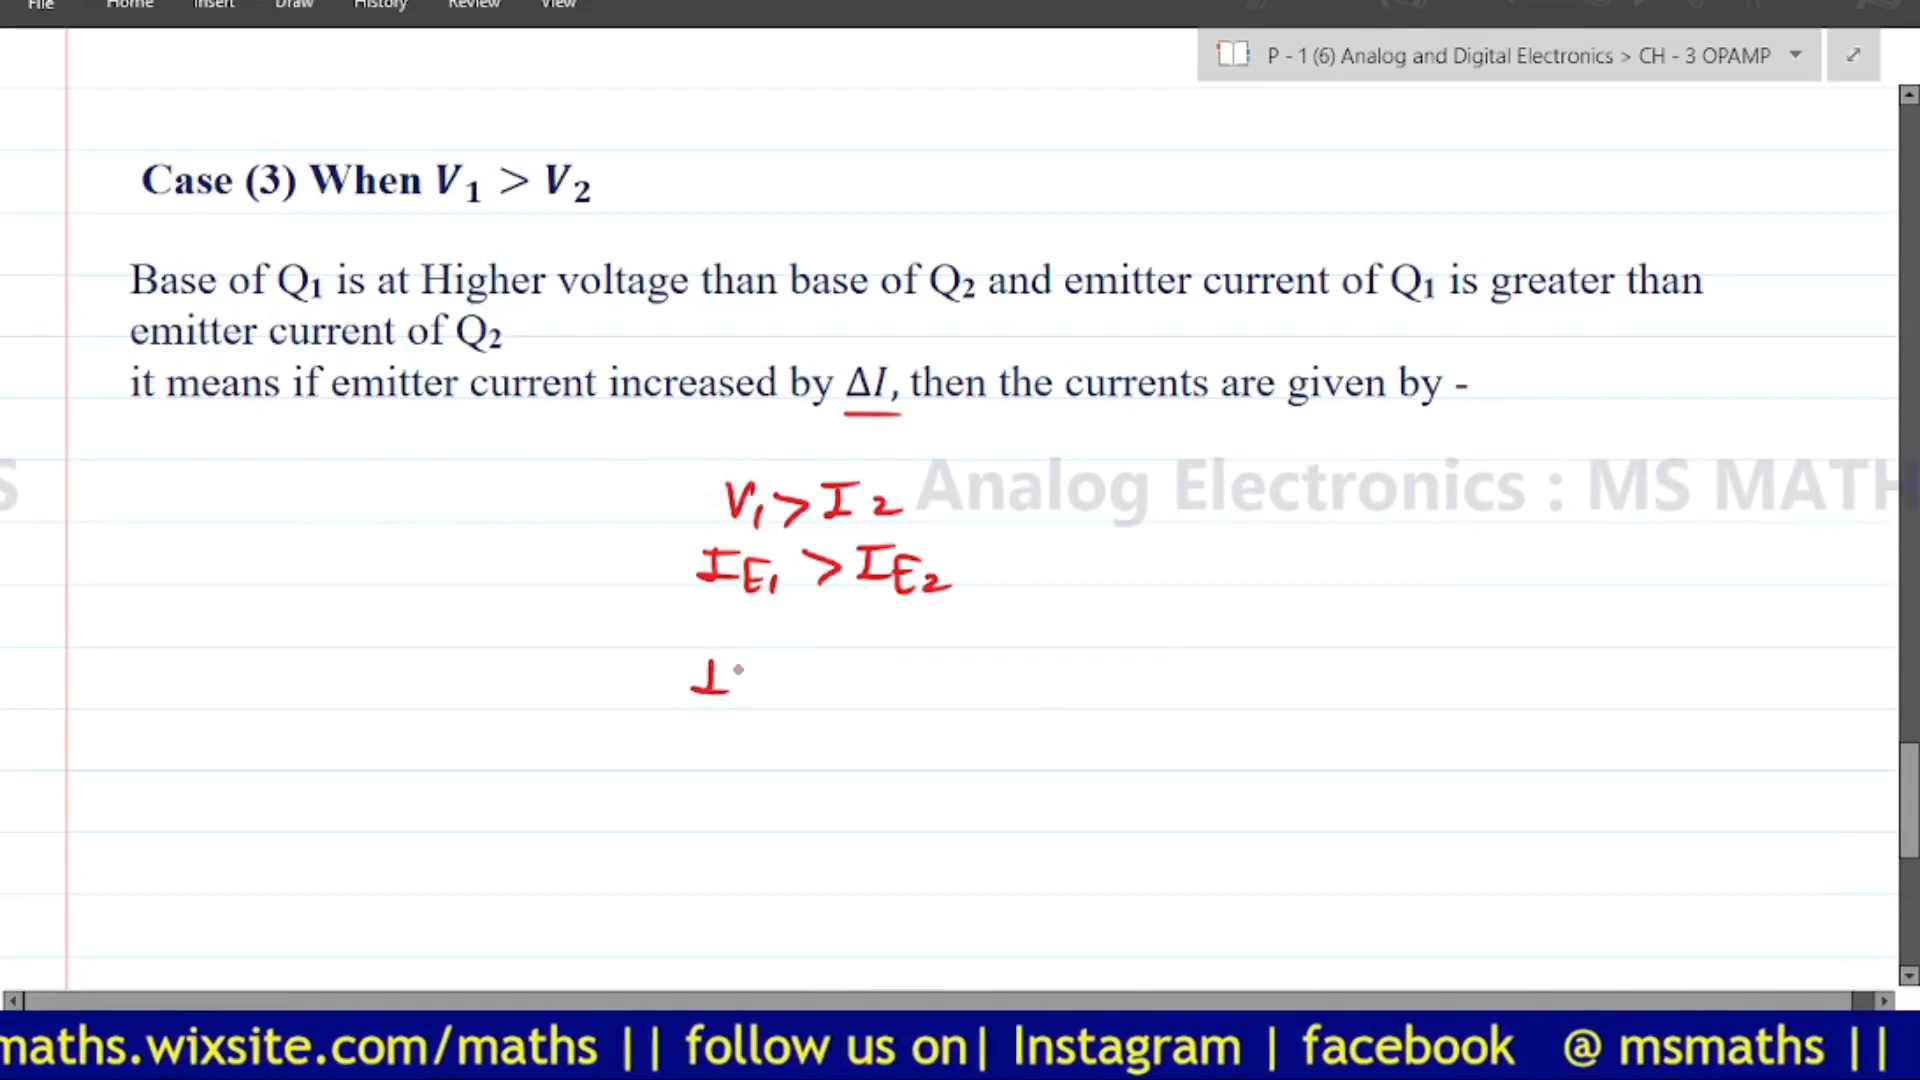 File Home Insert Draw History Review View
P - 1 (6) Analog and Digital Electronics > CH - 3 OPAMP
Case (3) When V₁ > V₂
Base of Q₁ is at Higher voltage than base of Q₂ and emitter current of Q₁ is greater than
emitter current of Q₂
it means if emitter current increased by ΔI, then the currents are given by -
S Analog Electronics : MS MATH
V₁ > I₂
I_E₁ > I_E₂
I
maths.wixsite.com/maths || follow us on| Instagram | facebook @ msmaths ||